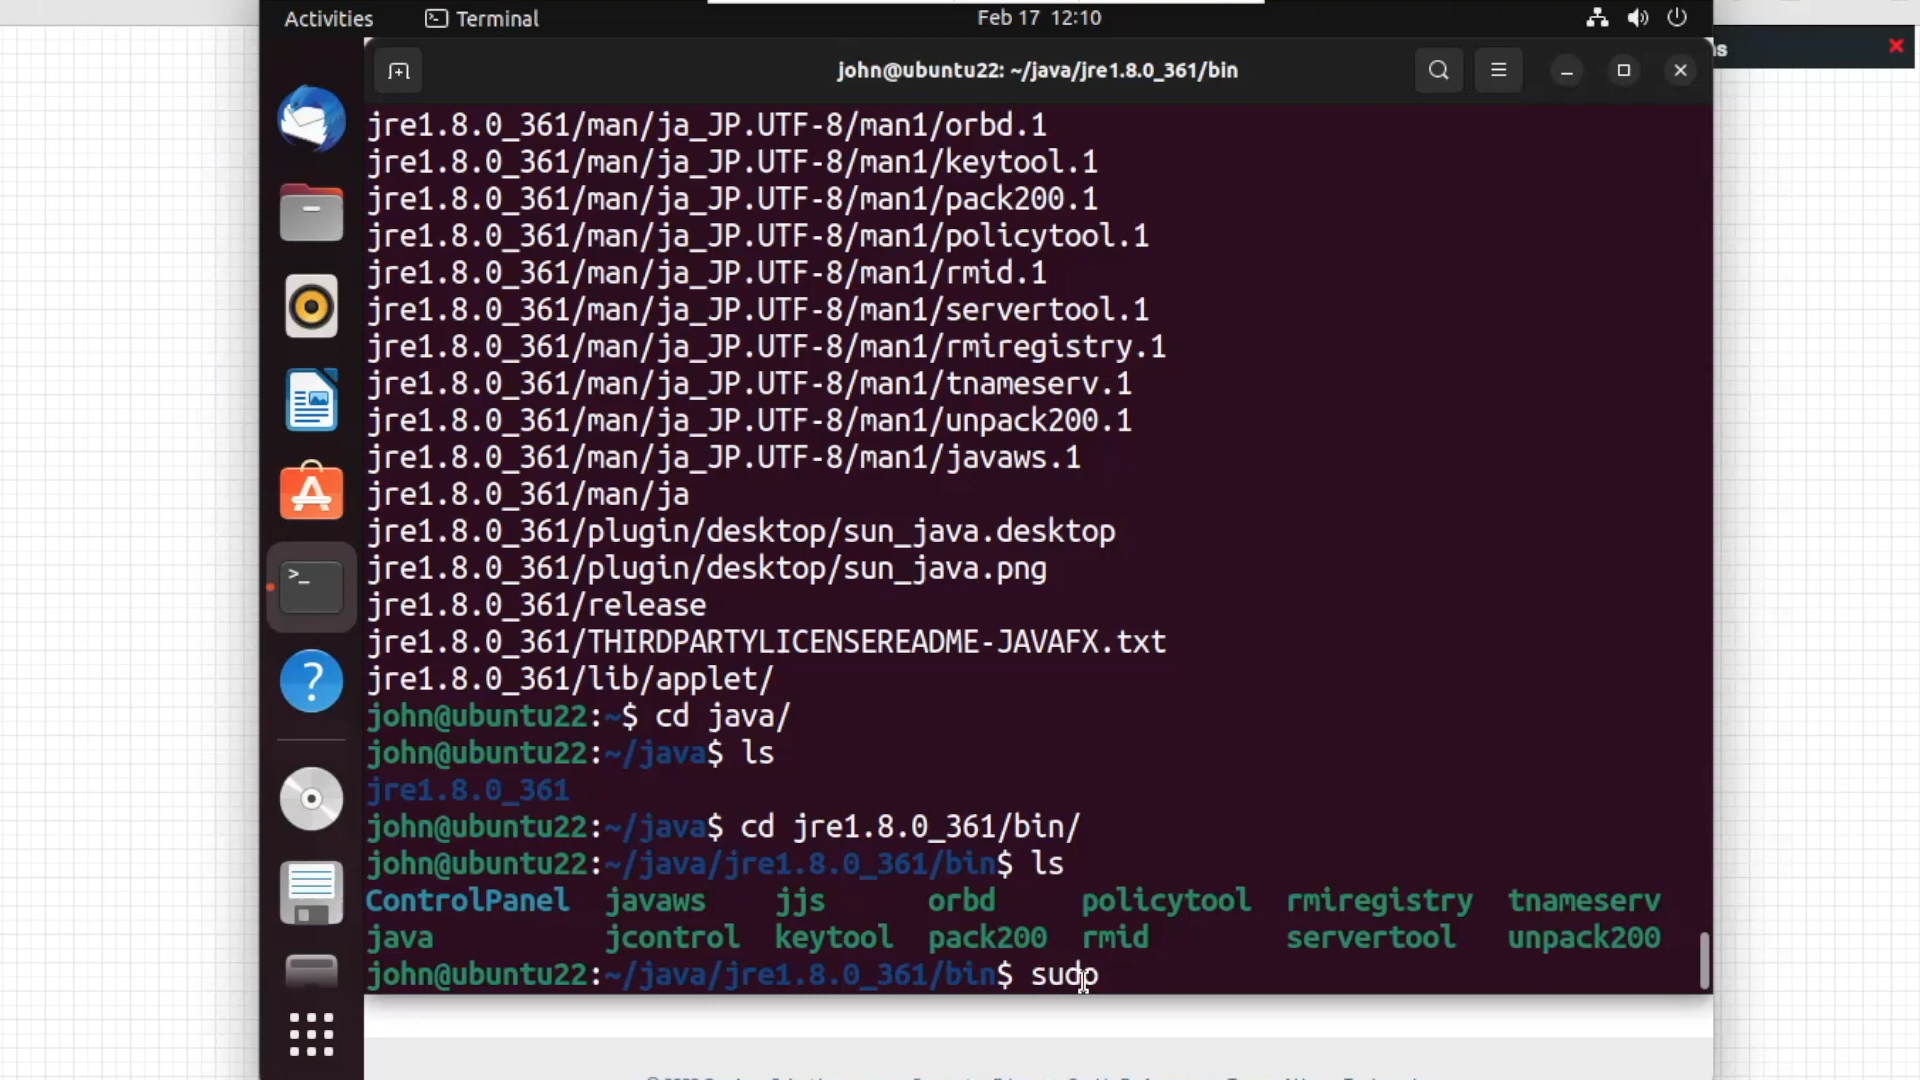 Activities Terminal Feb 17 12:10
john@ubuntu22: ~/java/jre1.8.0_361/bin
jre1.8.0_361/man/ja_JP.UTF-8/man1/orbd.1
jre1.8.0_361/man/ja_JP.UTF-8/man1/keytool.1
jre1.8.0_361/man/ja_JP.UTF-8/man1/pack200.1
jre1.8.0_361/man/ja_JP.UTF-8/man1/policytool.1
jre1.8.0_361/man/ja_JP.UTF-8/man1/rmid.1
jre1.8.0_361/man/ja_JP.UTF-8/man1/servertool.1
jre1.8.0_361/man/ja_JP.UTF-8/man1/rmiregistry.1
jre1.8.0_361/man/ja_JP.UTF-8/man1/tnameserv.1
jre1.8.0_361/man/ja_JP.UTF-8/man1/unpack200.1
jre1.8.0_361/man/ja_JP.UTF-8/man1/javaws.1
jre1.8.0_361/man/ja
jre1.8.0_361/plugin/desktop/sun_java.desktop
jre1.8.0_361/plugin/desktop/sun_java.png
jre1.8.0_361/release
jre1.8.0_361/THIRDPARTYLICENSEREADME-JAVAFX.txt
jre1.8.0_361/lib/applet/
john@ubuntu22:~$ cd java/
john@ubuntu22:~/java$ ls
jre1.8.0_361
john@ubuntu22:~/java$ cd jre1.8.0_361/bin/
john@ubuntu22:~/java/jre1.8.0_361/bin$ ls
ControlPanel javaws jjs orbd policytool rmiregistry tnameserv
java jcontrol keytool pack200 rmid servertool unpack200
john@ubuntu22:~/java/jre1.8.0_361/bin$ sudo